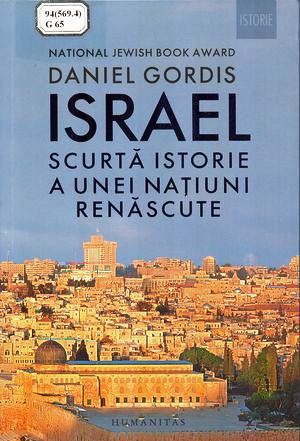 94(569.4)
G 65
ISTORIE
NATIONAL JEWISH BOOK AWARD
DANIEL GORDIS
ISRAEL
SCURTĂ ISTORIE
A UNEI NAȚIUNI
RENĂSCUTE
HUMANITAS